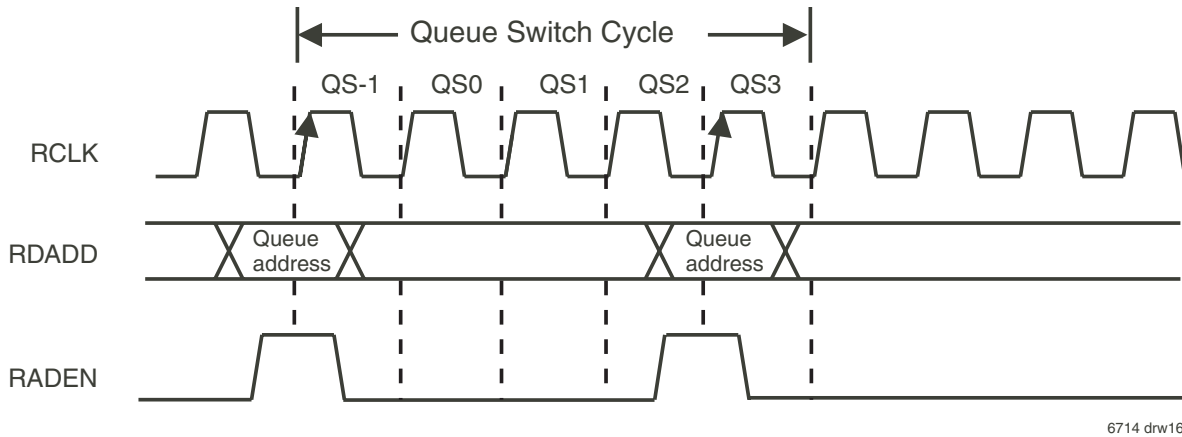 Queue Switch Cycle
QS-1 QS0 QS1 QS2 QS3
RCLK
RDADD
Queue
address
Queue
address
RADEN
6714 drw16